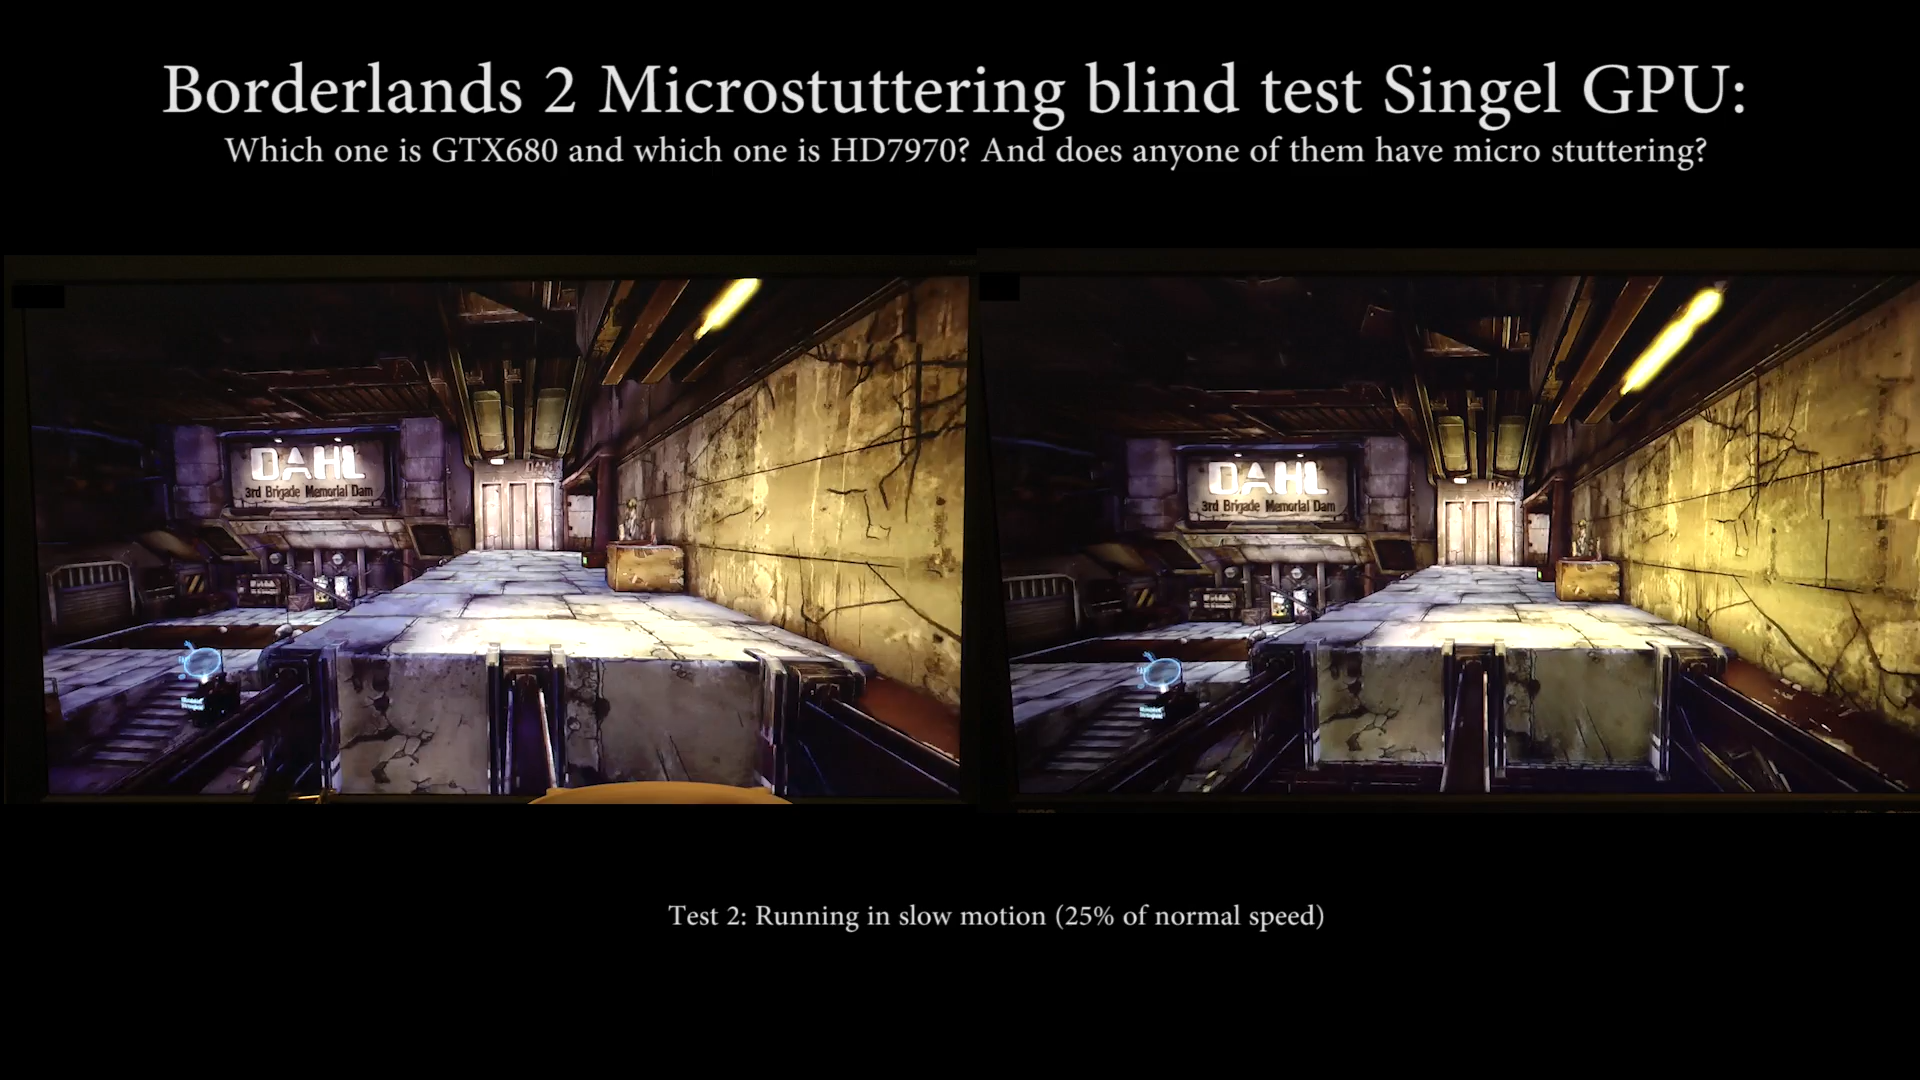 Borderlands 2 Microstuttering blind test Singel GPU:
Which one is GTX680 and which one is HD7970? And does anyone of them have micro stuttering?
DAHL
3rd Brigade Memorial Dam
DAHL
3rd Brigade Memorial Dam
Test 2: Running in slow motion (25% of normal speed)